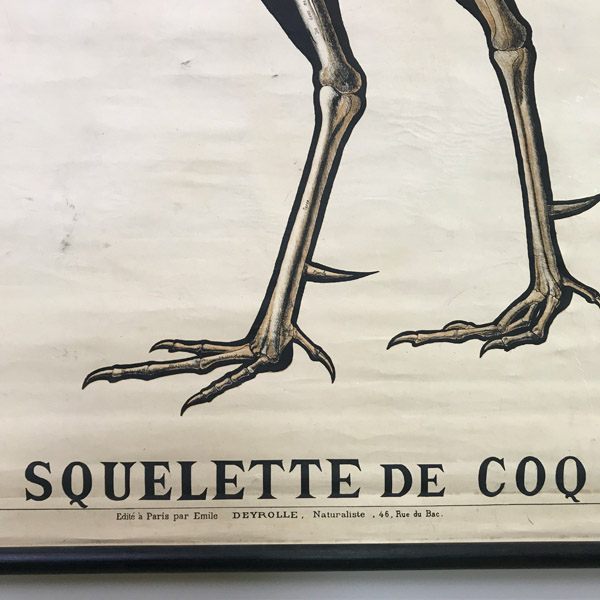 SQUELETTE DE COQ
Edité à Paris par Emile DEYROLLE, Naturaliste, 46, Rue du Bac.